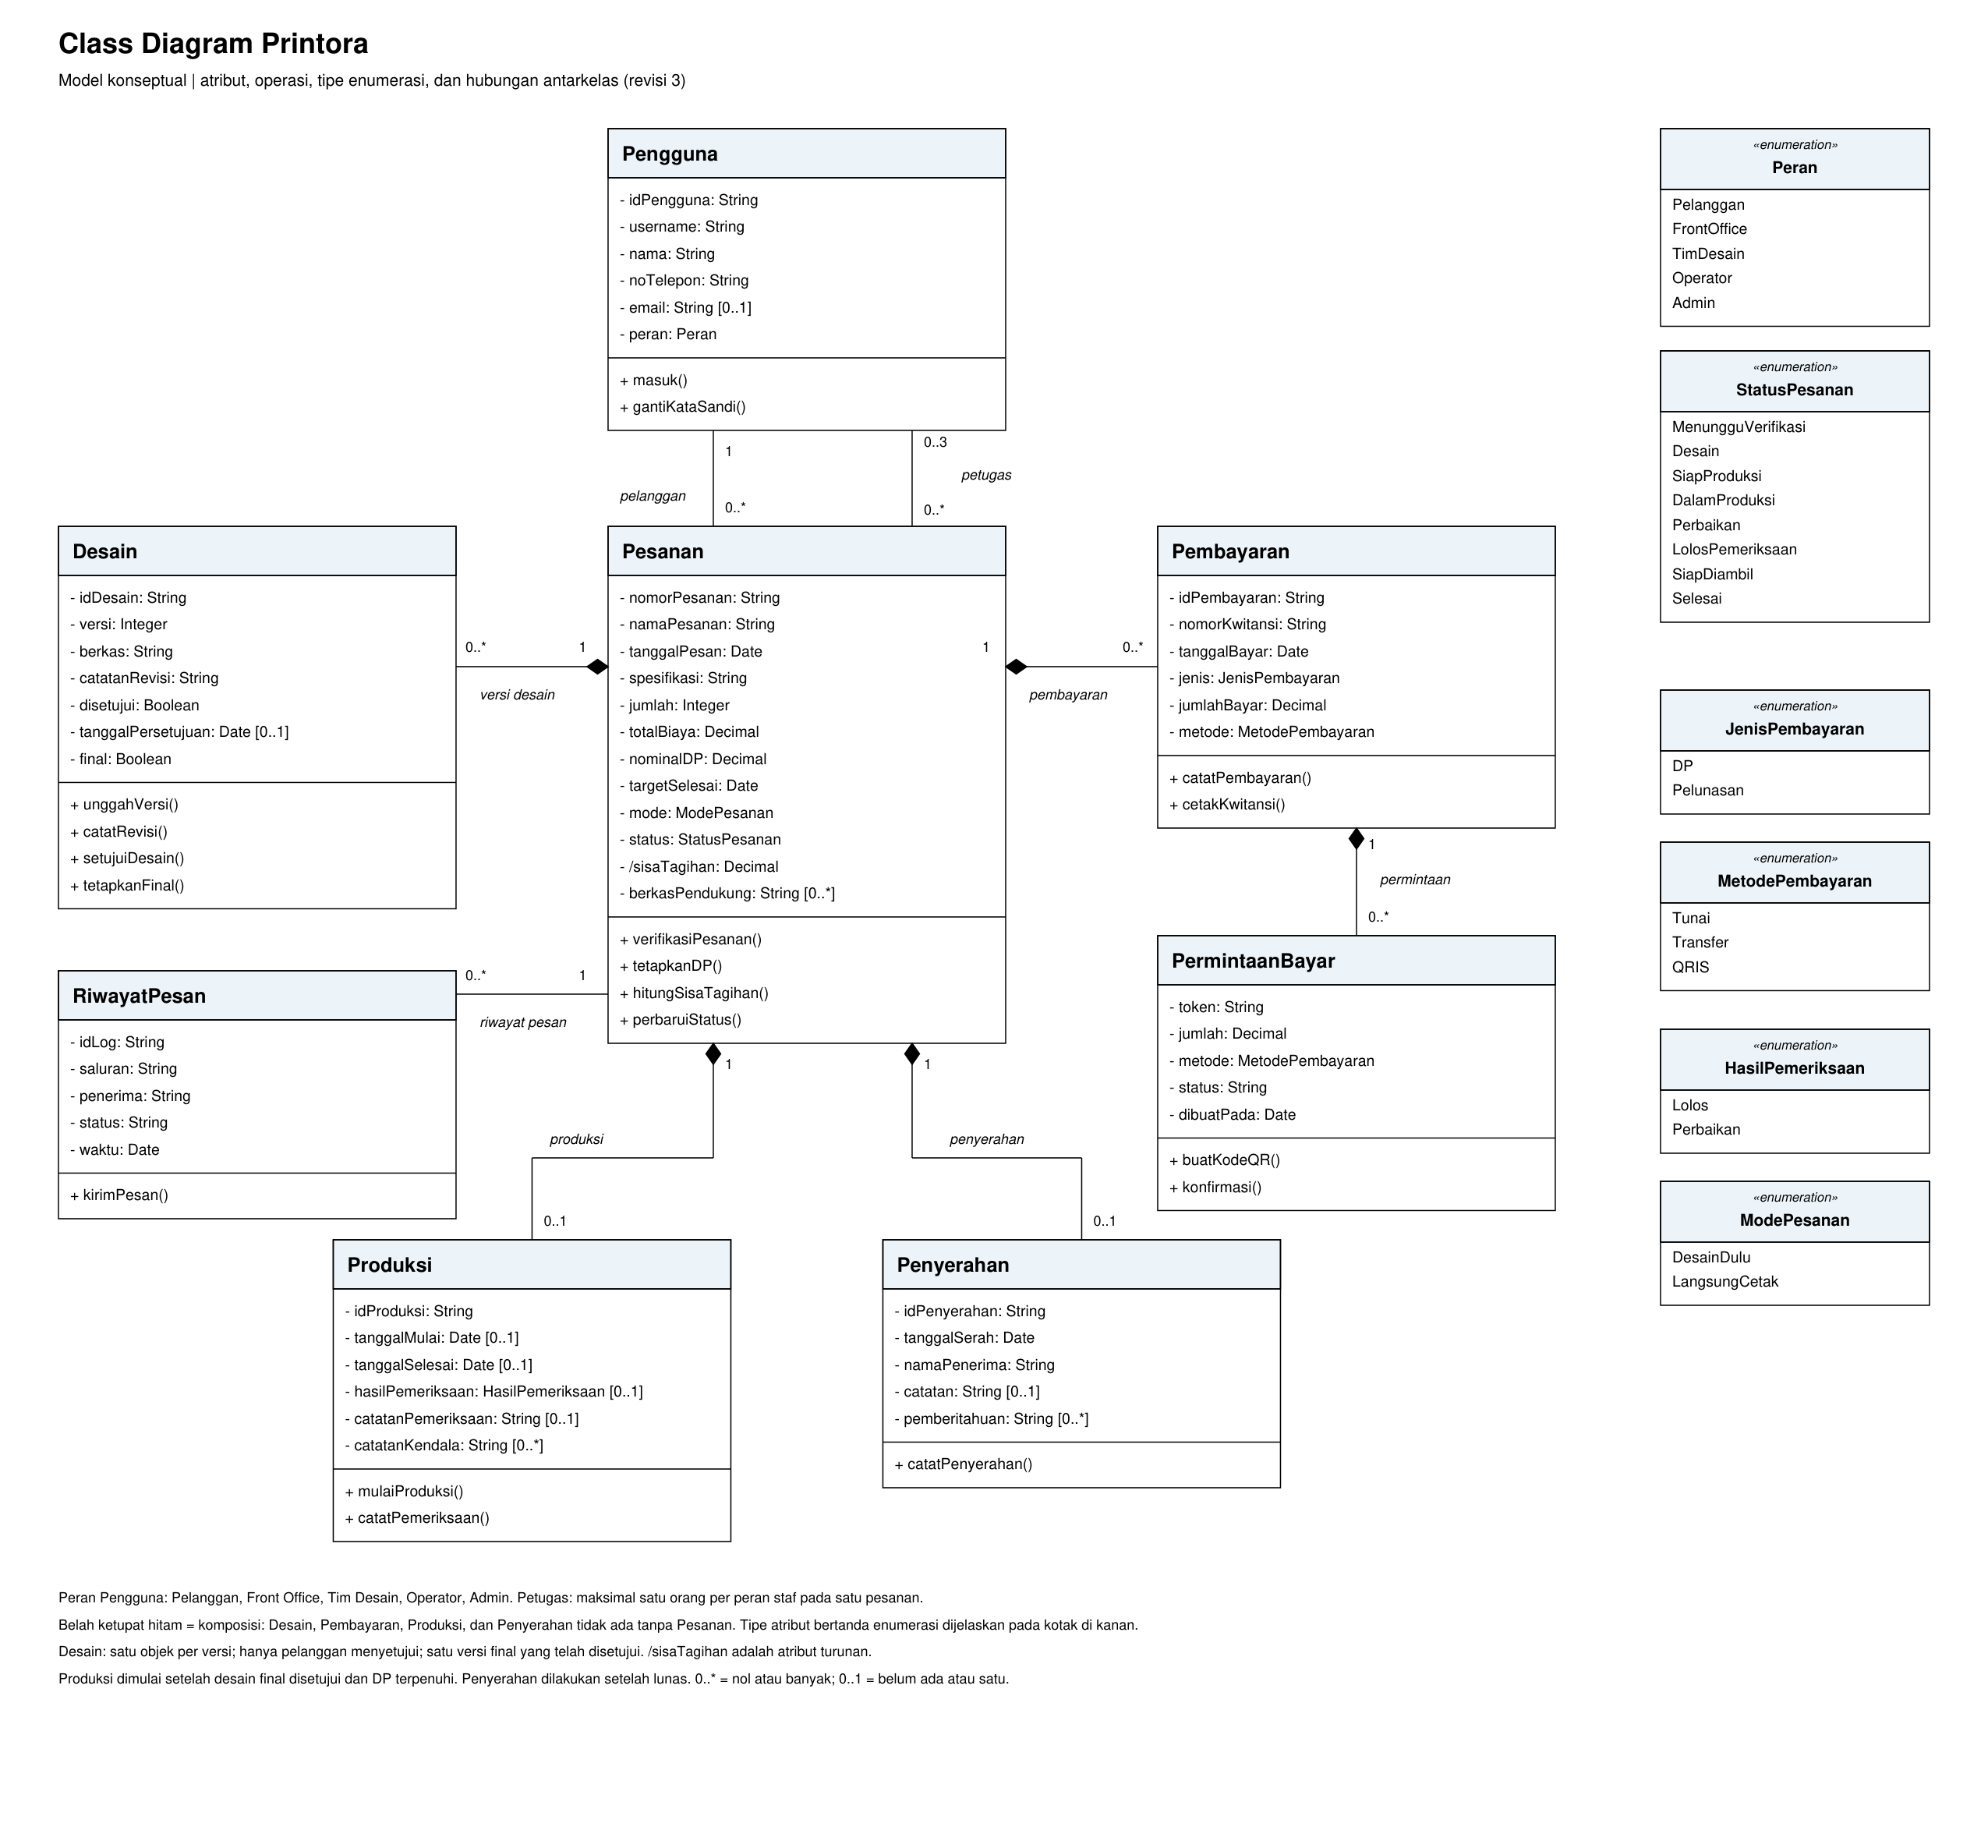 Class Diagram Printora
Model konseptual | atribut, operasi, tipe enumerasi, dan hubungan antarkelas (revisi 3)
Pengguna
- idPengguna: String
- username: String
- nama: String
- noTelepon: String
- email: String [0..1]
- peran: Peran
+ masuk()
+ gantiKataSandi()
1
pelanggan
0..*
0..3
petugas
0..*
Desain
- idDesain: String
- versi: Integer
- berkas: String
- catatanRevisi: String
- disetujui: Boolean
- tanggalPersetujuan: Date [0..1]
- final: Boolean
+ unggahVersi()
+ catatRevisi()
+ setujuiDesain()
+ tetapkanFinal()
0..*
1
versi desain
Pesanan
- nomorPesanan: String
- namaPesanan: String
- tanggalPesan: Date
- spesifikasi: String
- jumlah: Integer
- totalBiaya: Decimal
- nominalDP: Decimal
- targetSelesai: Date
- mode: ModePesanan
- status: StatusPesanan
- /sisaTagihan: Decimal
- berkasPendukung: String [0..*]
+ verifikasiPesanan()
+ tetapkanDP()
+ hitungSisaTagihan()
+ perbaruiStatus()
1
0..*
pembayaran
Pembayaran
- idPembayaran: String
- nomorKwitansi: String
- tanggalBayar: Date
- jenis: JenisPembayaran
- jumlahBayar: Decimal
- metode: MetodePembayaran
+ catatPembayaran()
+ cetakKwitansi()
1
permintaan
0..*
PermintaanBayar
- token: String
- jumlah: Decimal
- metode: MetodePembayaran
- status: String
- dibuatPada: Date
+ buatKodeQR()
+ konfirmasi()
RiwayatPesan
- idLog: String
- saluran: String
- penerima: String
- status: String
- waktu: Date
+ kirimPesan()
0..*
1
riwayat pesan
1
produksi
0..1
1
penyerahan
0..1
Produksi
- idProduksi: String
- tanggalMulai: Date [0..1]
- tanggalSelesai: Date [0..1]
- hasilPemeriksaan: HasilPemeriksaan [0..1]
- catatanPemeriksaan: String [0..1]
- catatanKendala: String [0..*]
+ mulaiProduksi()
+ catatPemeriksaan()
Penyerahan
- idPenyerahan: String
- tanggalSerah: Date
- namaPenerima: String
- catatan: String [0..1]
- pemberitahuan: String [0..*]
+ catatPenyerahan()
«enumeration»
Peran
Pelanggan
FrontOffice
TimDesain
Operator
Admin
«enumeration»
StatusPesanan
MenungguVerifikasi
Desain
SiapProduksi
DalamProduksi
Perbaikan
LolosPemeriksaan
SiapDiambil
Selesai
«enumeration»
JenisPembayaran
DP
Pelunasan
«enumeration»
MetodePembayaran
Tunai
Transfer
QRIS
«enumeration»
HasilPemeriksaan
Lolos
Perbaikan
«enumeration»
ModePesanan
DesainDulu
LangsungCetak
Peran Pengguna: Pelanggan, Front Office, Tim Desain, Operator, Admin. Petugas: maksimal satu orang per peran staf pada satu pesanan.
Belah ketupat hitam = komposisi: Desain, Pembayaran, Produksi, dan Penyerahan tidak ada tanpa Pesanan. Tipe atribut bertanda enumerasi dijelaskan pada kotak di kanan.
Desain: satu objek per versi; hanya pelanggan menyetujui; satu versi final yang telah disetujui. /sisaTagihan adalah atribut turunan.
Produksi dimulai setelah desain final disetujui dan DP terpenuhi. Penyerahan dilakukan setelah lunas. 0..* = nol atau banyak; 0..1 = belum ada atau satu.